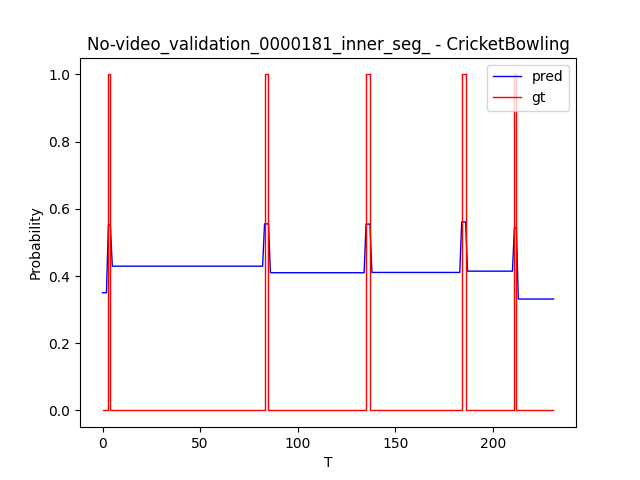 No-video_validation_0000181_inner_seg_ - CricketBowling
pred
gt
1.0
0.8
0.6
0.4
0.2
0.0
Probability
0
50
100
150
200
T